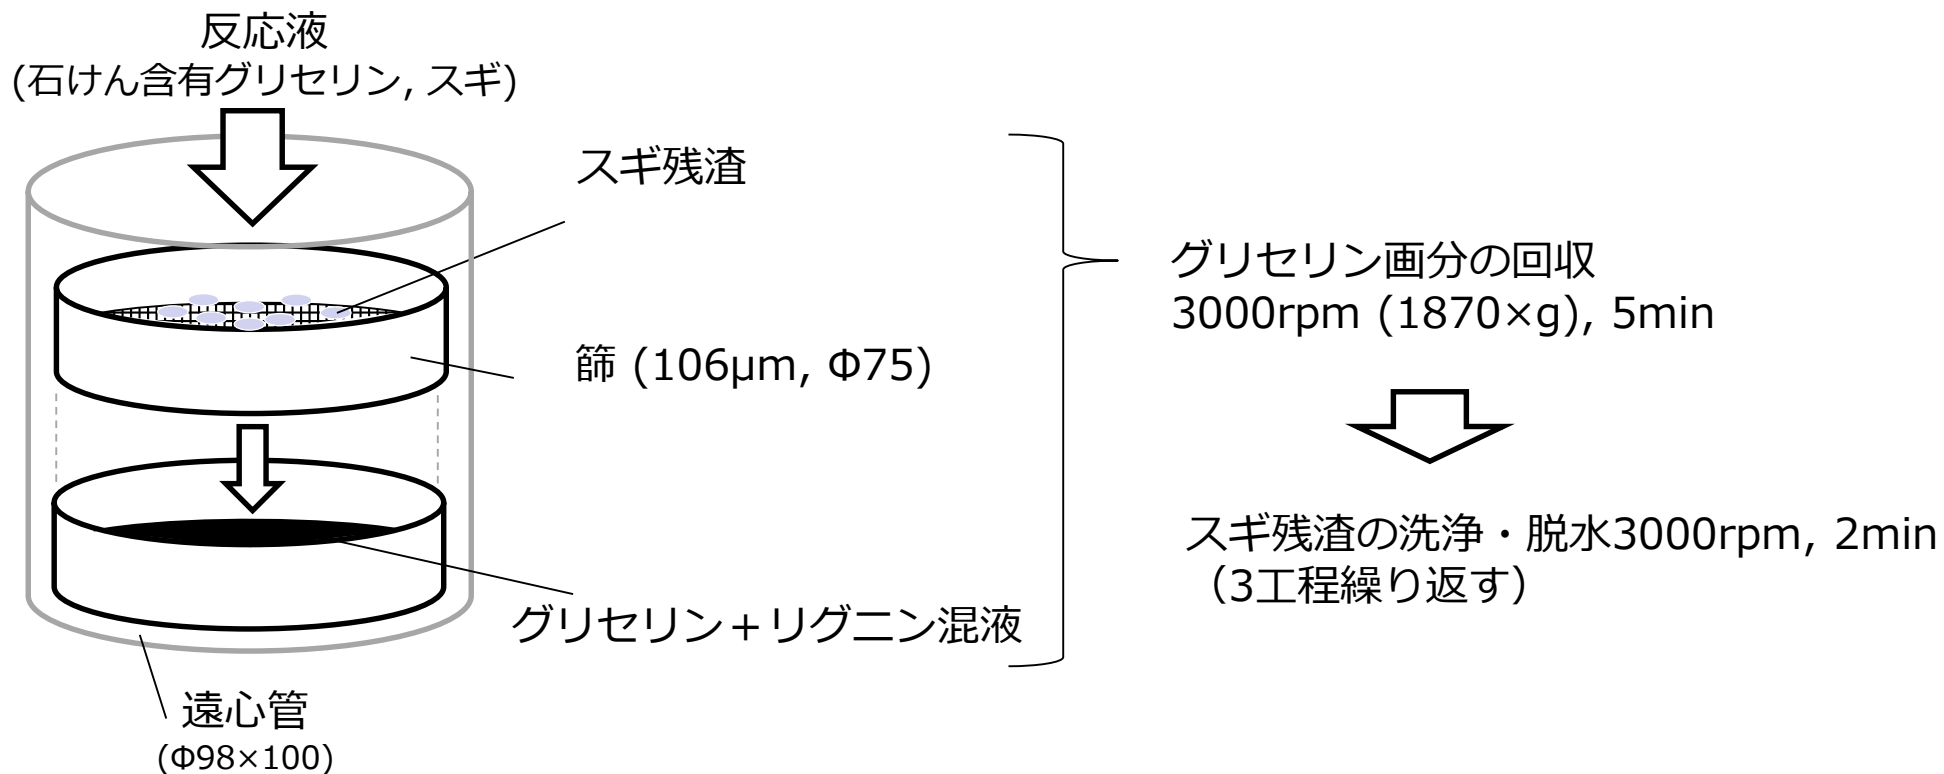 反応液
(石けん含有グリセリン, スギ)
スギ残渣
篩 (106μm, Φ75)
グリセリン＋リグニン混液
遠心管
(Φ98×100)
グリセリン画分の回収
3000rpm (1870×g), 5min
スギ残渣の洗浄・脱水3000rpm, 2min
（3工程繰り返す）